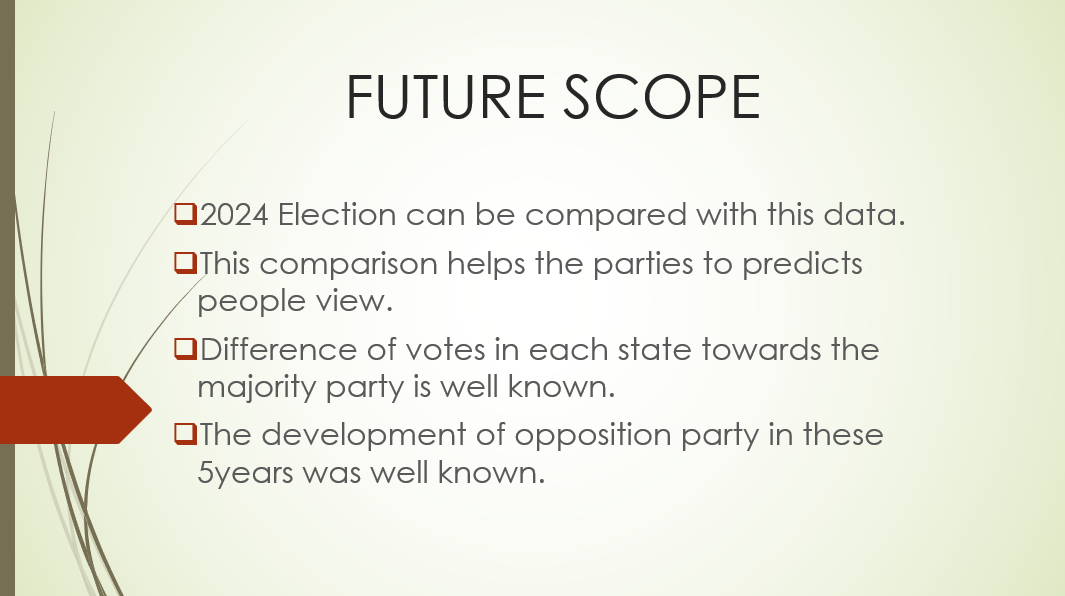 FUTURE SCOPE
❑2024 Election can be compared with this data.
❑This comparison helps the parties to predicts
people view.
❑Difference of votes in each state towards the
majority party is well known.
❑The development of opposition party in these
5years was well known.